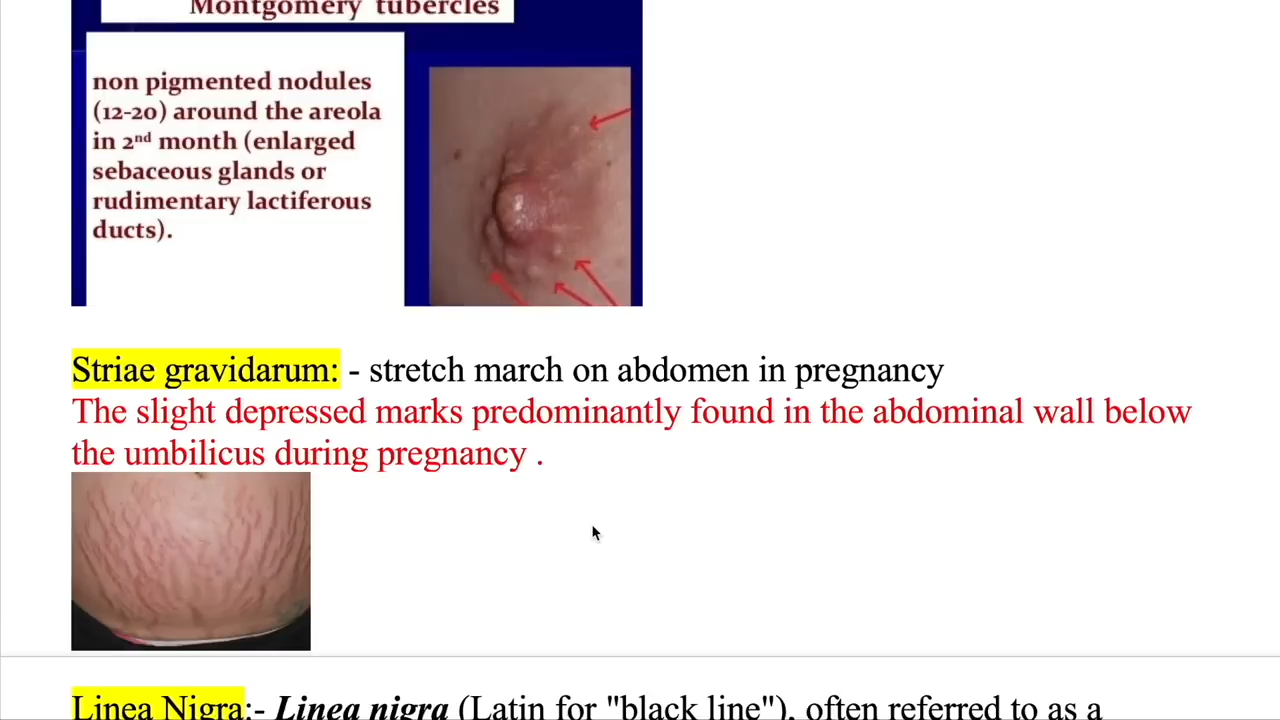 Montgomery tubercles
non pigmented nodules
(12-20) around the areola
in 2nd month (enlarged
sebaceous glands or
rudimentary lactiferous
ducts).
Striae gravidarum: - stretch march on abdomen in pregnancy
The slight depressed marks predominantly found in the abdominal wall below
the umbilicus during pregnancy .
Linea Nigra:- Linea nigra (Latin for "black line"), often referred to as a